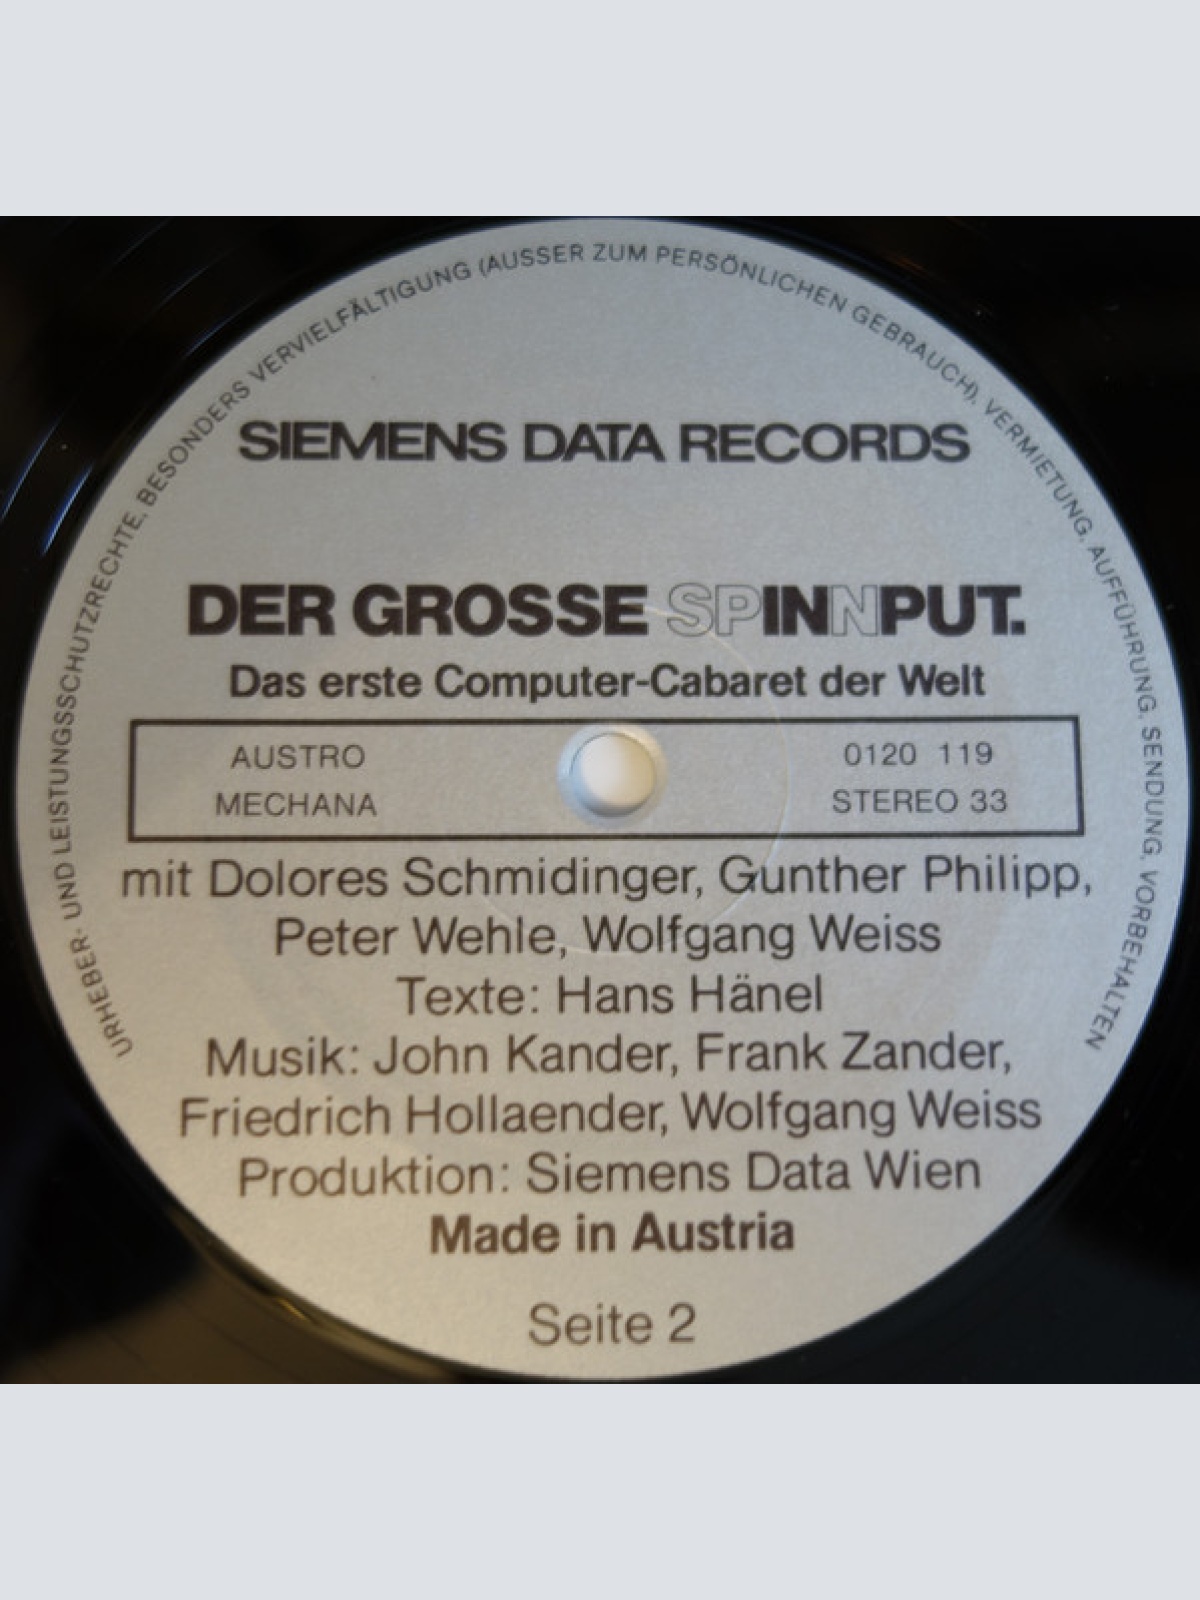 URHEBER- UND LEISTUNGSSCHUTZRECHTE, BESONDERS VERVIELFÄLTIGUNG (AUSSER ZUM PERSÖNLICHEN GEBRAUCH), VERMIETUNG, AUFFÜHRUNG, SENDUNG, VORBEHALTEN
SIEMENS DATA RECORDS
DER GROSSE SPINNPUT.
Das erste Computer-Cabaret der Welt
AUSTRO 0120 119
MECHANA STEREO 33
mit Dolores Schmidinger, Gunther Philipp,
Peter Wehle, Wolfgang Weiss
Texte: Hans Hänel
Musik: John Kander, Frank Zander,
Friedrich Hollaender, Wolfgang Weiss
Produktion: Siemens Data Wien
Made in Austria
Seite 2